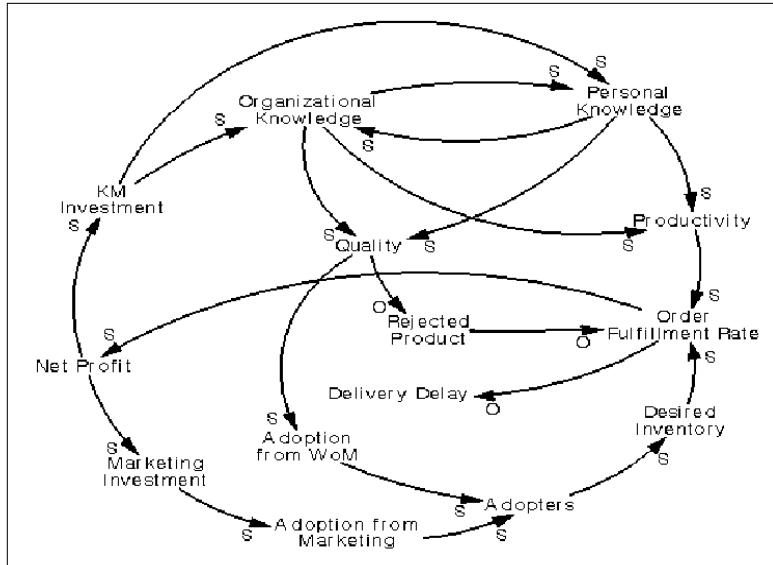 S
S
Organizational
Knowledge
S
Personal
Knowledge
S
S
KM
Investment
S
S
Productivity
S
S
Quality
S
S
O
Rejected
Product
O
Order
Fulfillment Rate
S
S
Net Profit
Delivery Delay
O
S
Desired
Inventory
S
Marketing
Investment
S
Adoption
from WoM
S
S
Adopters
S
Adoption from
Marketing
S